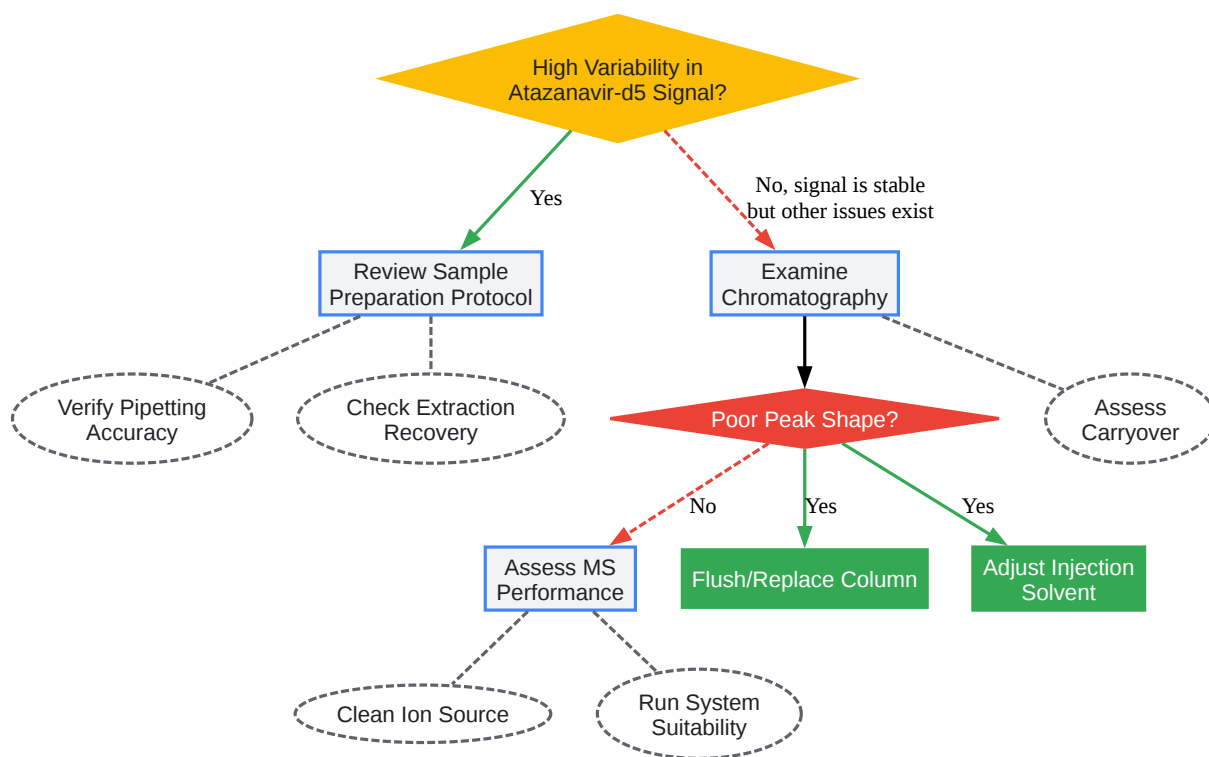 High Variability in
Atazanavir-d5 Signal?
Yes
No, signal is stable
but other issues exist
Review Sample
Preparation Protocol
Examine
Chromatography
Verify Pipetting
Accuracy
Check Extraction
Recovery
Poor Peak Shape?
Assess
Carryover
No
Yes
Yes
Assess MS
Performance
Flush/Replace Column
Adjust Injection
Solvent
Clean Ion Source
Run System
Suitability